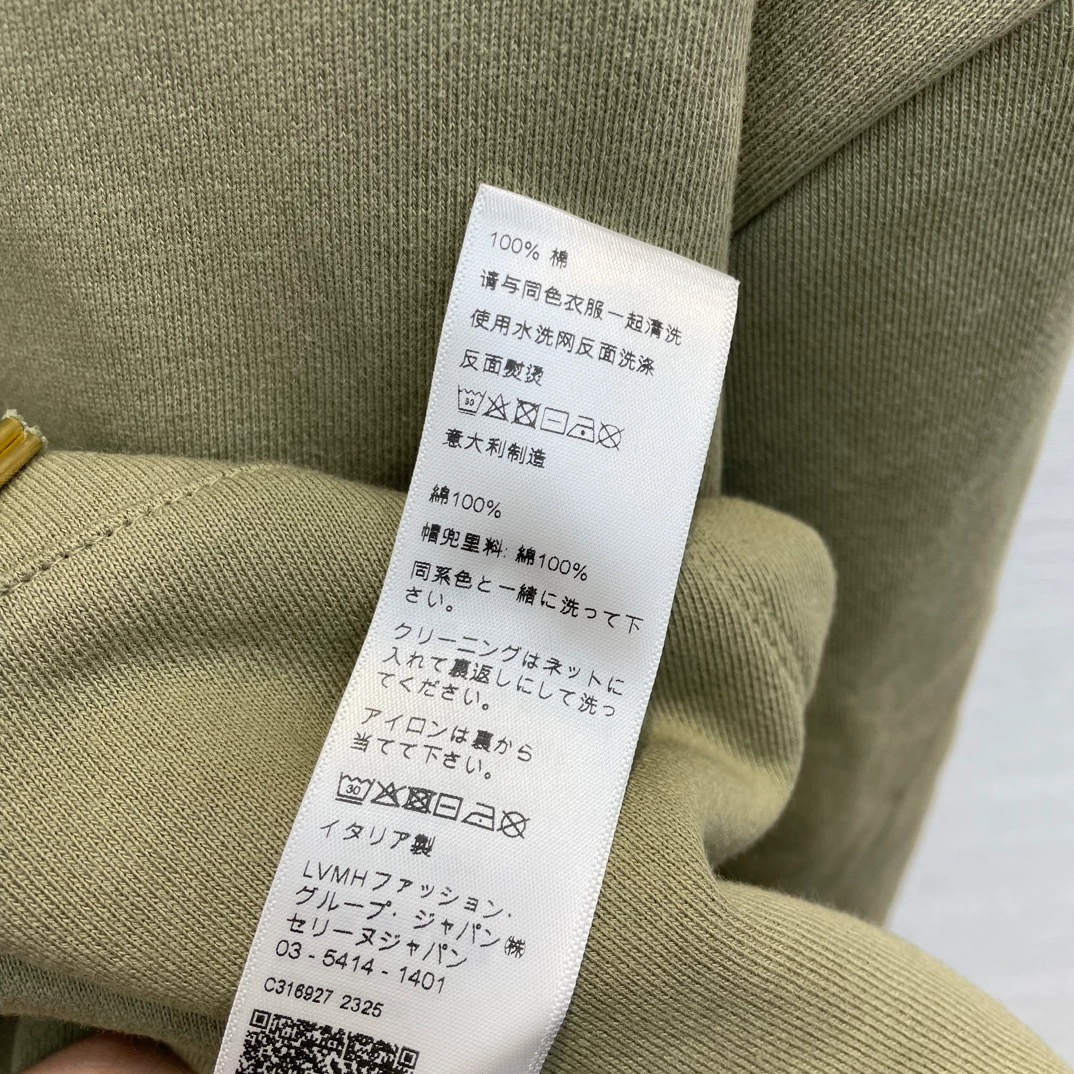 100% 棉
请与同色衣服一起清洗
使用水洗网反面洗涤
反面熨烫
30
意大利制造
綿100%
帽兜里料: 綿100%
同系色と一緒に洗って下
さい。
クリーニングはネットに
入れて裏返しにして洗っ
てください。
アイロンは裏から
当てて下さい。
30
イタリア製
LVMHファッション・
グループ・ジャパン㈱
セリーヌジャパン
03 - 5414 - 1401
C316927 2325